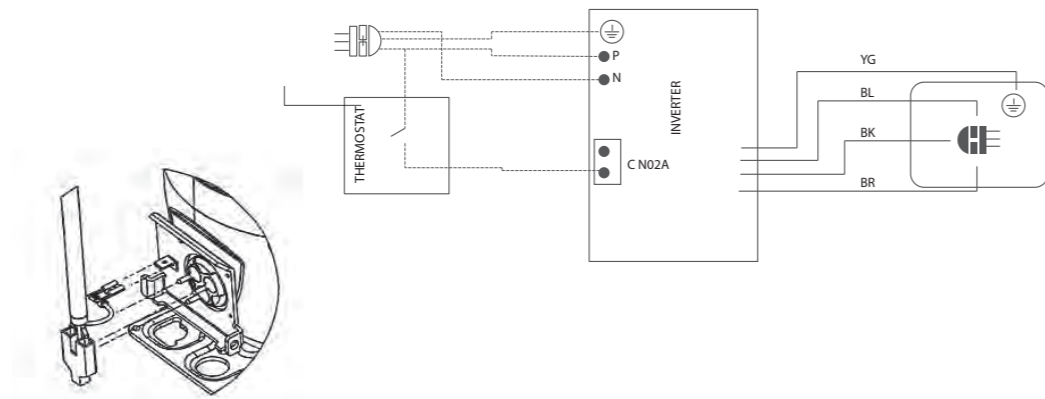 P
N
THERMOSTAT
INVERTER
C N02A
YG
BL
BK
BR